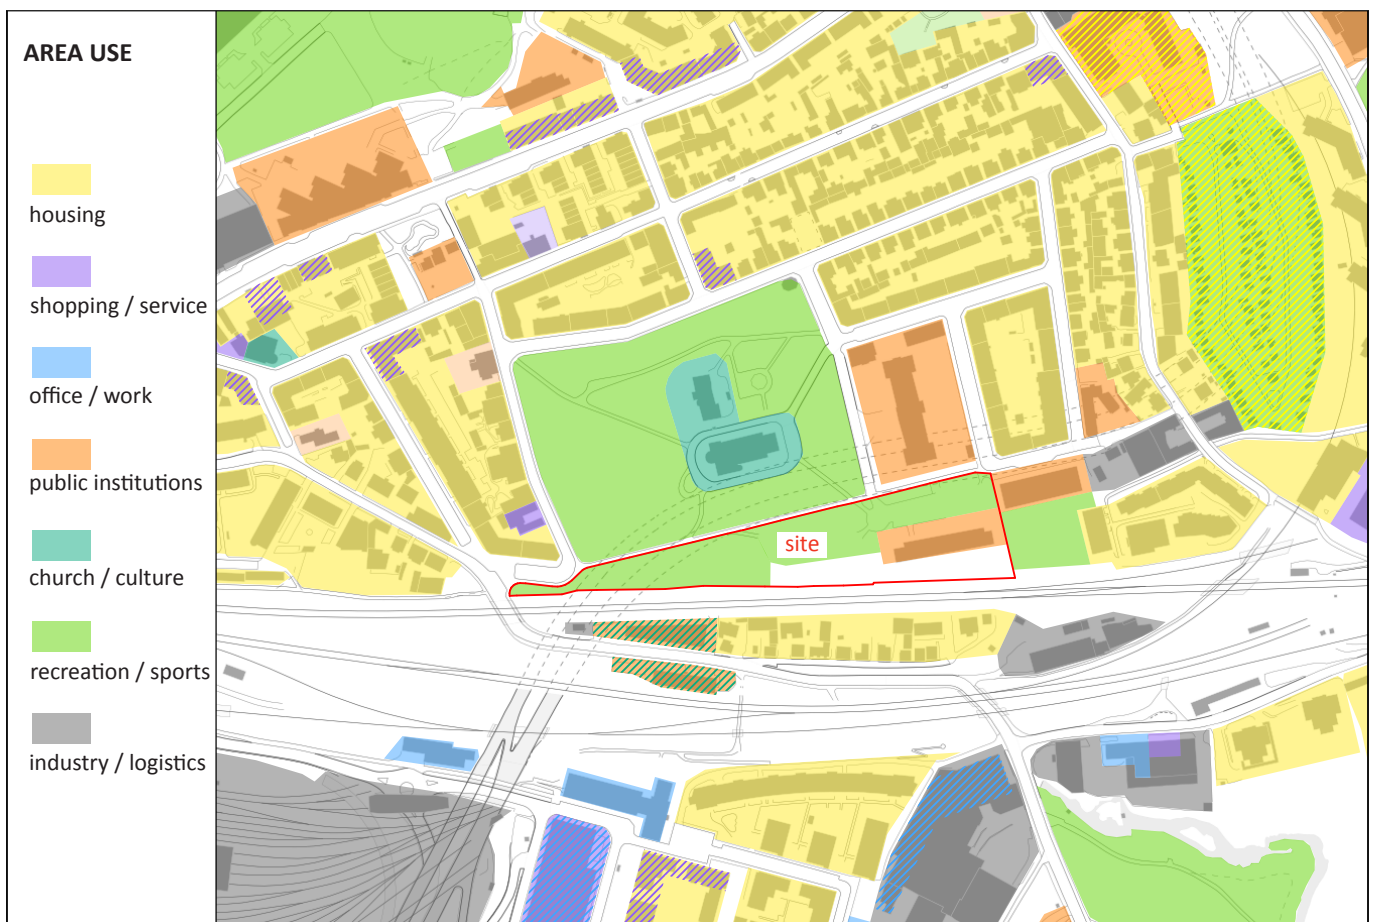 AREA USE
housing
shopping / service
office / work
public institutions
church / culture
recreation / sports
industry / logistics
site